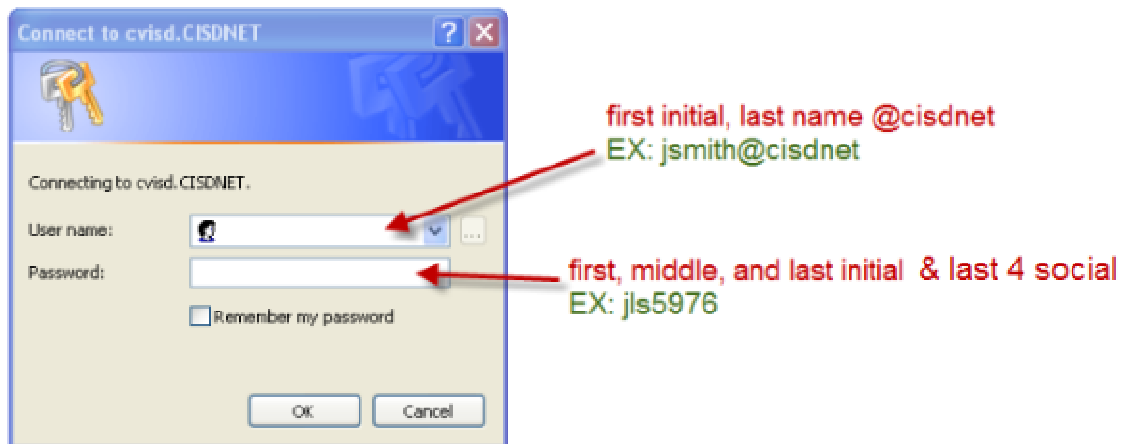 Connect to cvisd.CISDNET
first initial, last name @cisdnet
EX: jsmith@cisdnet
Connecting to cvisd.CISDNET.
User name:
...
Password:
first, middle, and last initial & last 4 social
EX: jls5976
Remember my password
OK
Cancel